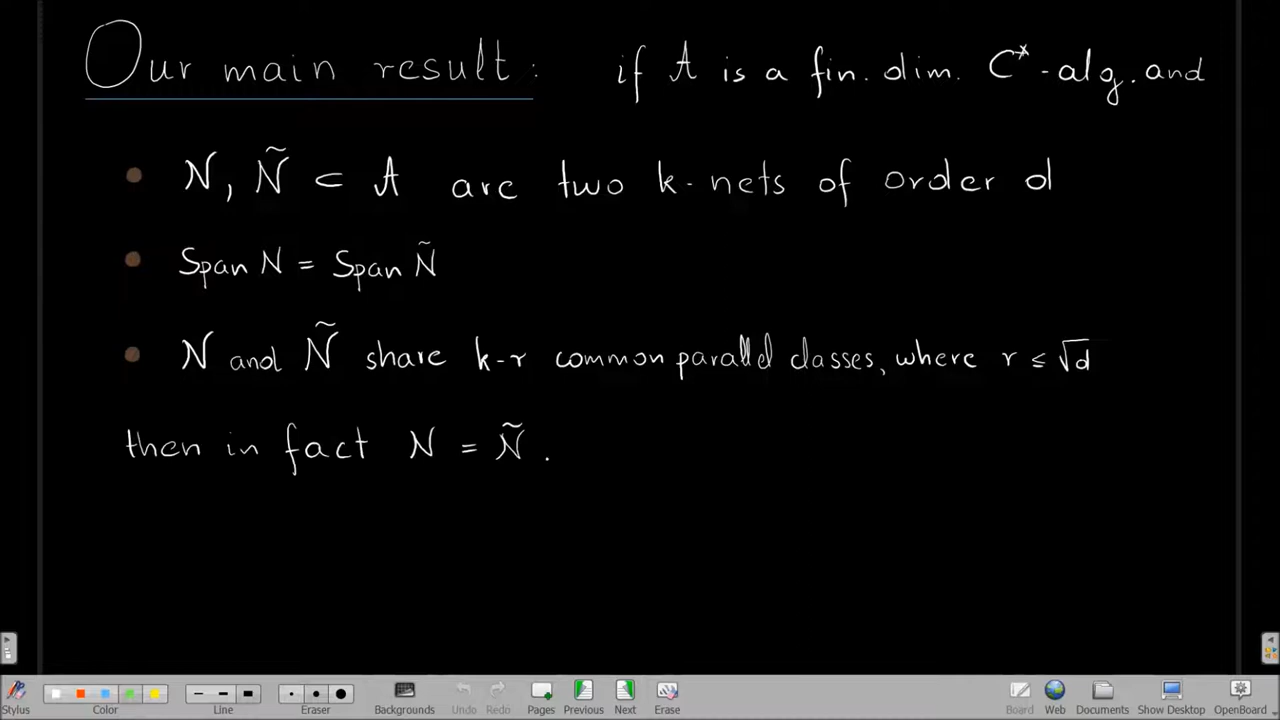 Our main result: if A is a fin. dim. C*-alg. and
• N, Ñ ⊂ A are two k-nets of order d
• Span N = Span Ñ
• N and Ñ share k-r common parallel classes, where r ≤ √d
then in fact N = Ñ.
Stylus Color Line Eraser Backgrounds Undo Redo Pages Previous Next Erase Board Web Documents Show Desktop OpenBoard